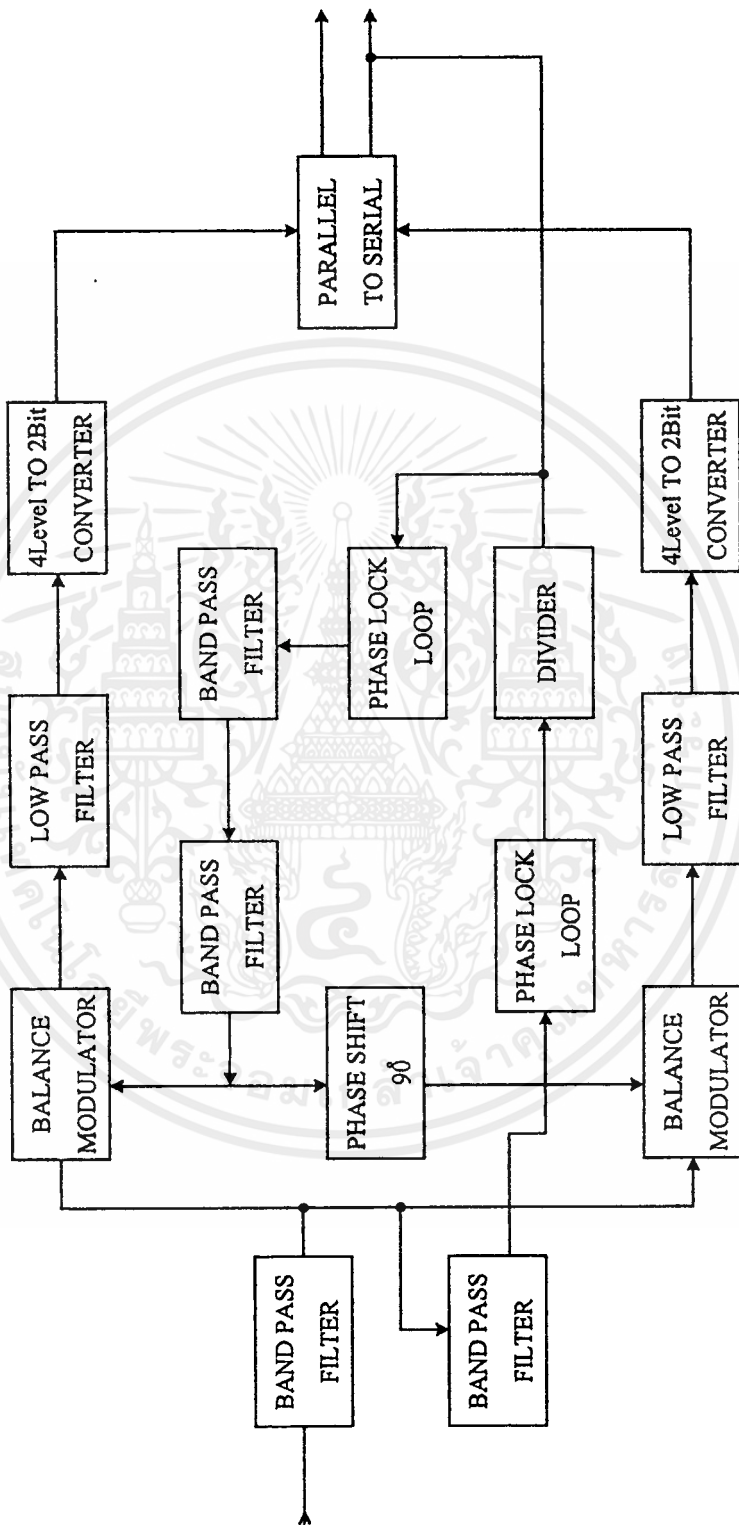 BAND PASS
FILTER
BAND PASS
FILTER
BALANCE
MODULATOR
LOW PASS
FILTER
4Level TO 2Bit
CONVERTER
PARALLEL
TO SERIAL
PHASE SHIFT
90
BAND PASS
FILTER
BAND PASS
FILTER
PHASE LOCK
LOOP
PHASE LOCK
LOOP
DIVIDER
BALANCE
MODULATOR
LOW PASS
FILTER
4Level TO 2Bit
CONVERTER